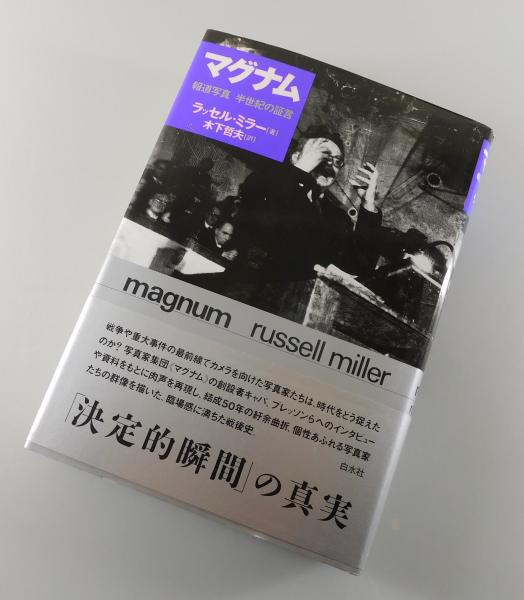 マグナム
報道写真 半世紀の証言
ラッセル・ミラー[著]
木下哲夫[訳]
magnum russell miller
戦争や重大事件の最前線でカメラを向けた写真家たちは、時代をどう捉えた
のか？写真家集団〈マグナム〉の創設者キャパ、ブレッソンらへのインタビュー
や資料をもとに肉声を再現し、結成50年の紆余曲折、個性あふれる写真家
たちの群像を描いた、臨場感に満ちた戦後史。
白水社
「決定的瞬間」の真実